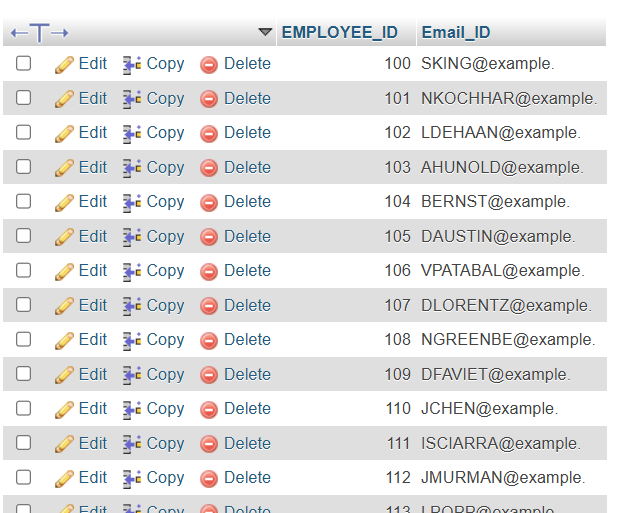 EMPLOYEE_ID Email_ID
Edit Copy Delete 100 SKING@example.
Edit Copy Delete 101 NKOCHHAR@example.
Edit Copy Delete 102 LDEHAAN@example.
Edit Copy Delete 103 AHUNOLD@example.
Edit Copy Delete 104 BERNST@example.
Edit Copy Delete 105 DAUSTIN@example.
Edit Copy Delete 106 VPATABAL@example.
Edit Copy Delete 107 DLORENTZ@example.
Edit Copy Delete 108 NGREENBE@example.
Edit Copy Delete 109 DFAVIET@example.
Edit Copy Delete 110 JCHEN@example.
Edit Copy Delete 111 ISCIARRA@example.
Edit Copy Delete 112 JMURMAN@example.
Edit Copy Delete 113 LPOPP@example.